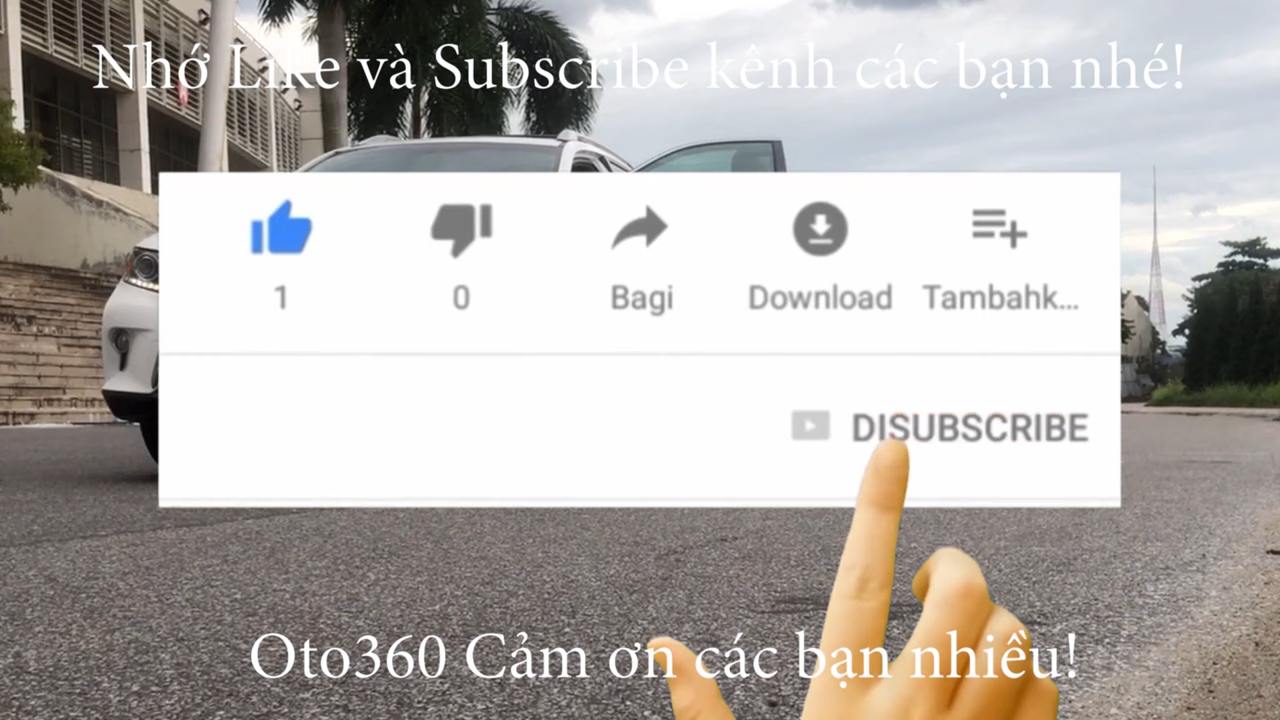 Nhớ Like và Subscribe kênh các bạn nhé!
1 0 Bagi Download Tambahk...
DISUBSCRIBE
Oto360 Cảm ơn các bạn nhiều!